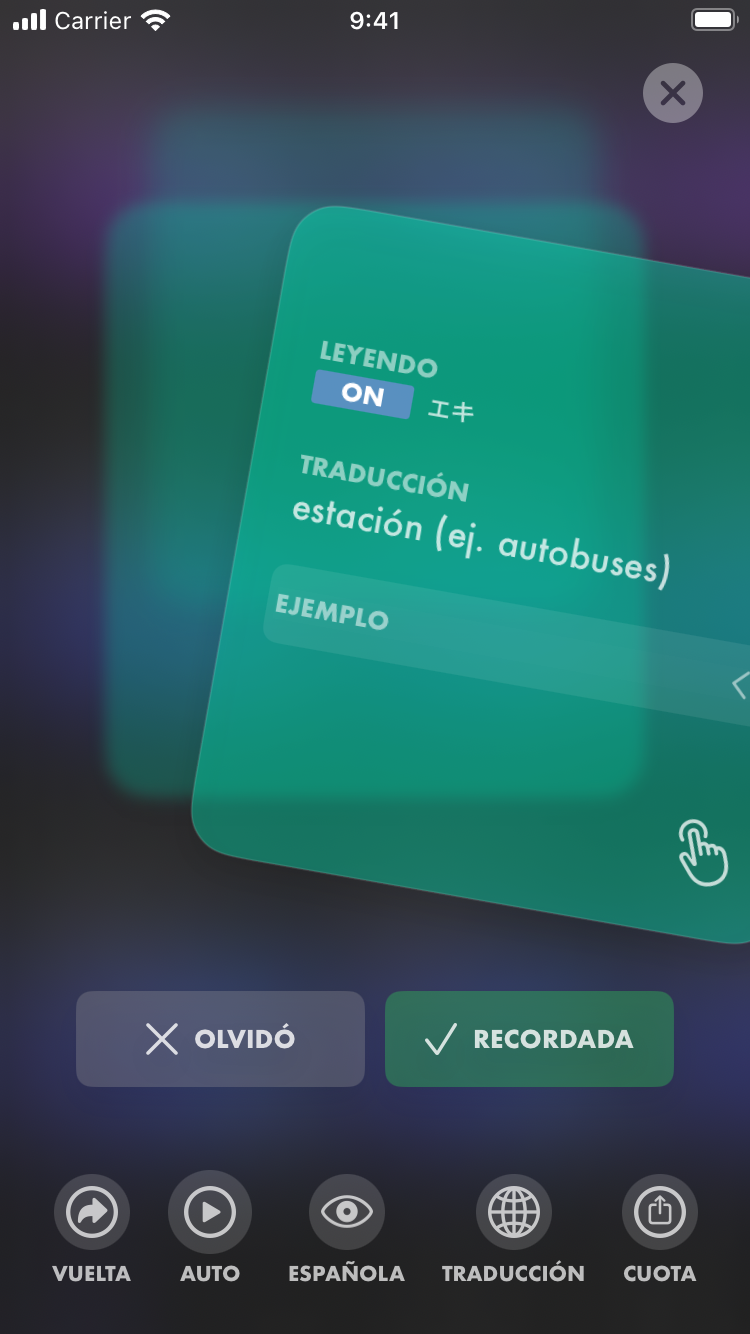 Carrier 9:41
LEYENDO
ON エキ
TRADUCCIÓN
estación (ej. autobuses)
EJEMPLO
OLVIDÓ
RECORDADA
VUELTA
AUTO
ESPAÑOLA
TRADUCCIÓN
CUOTA